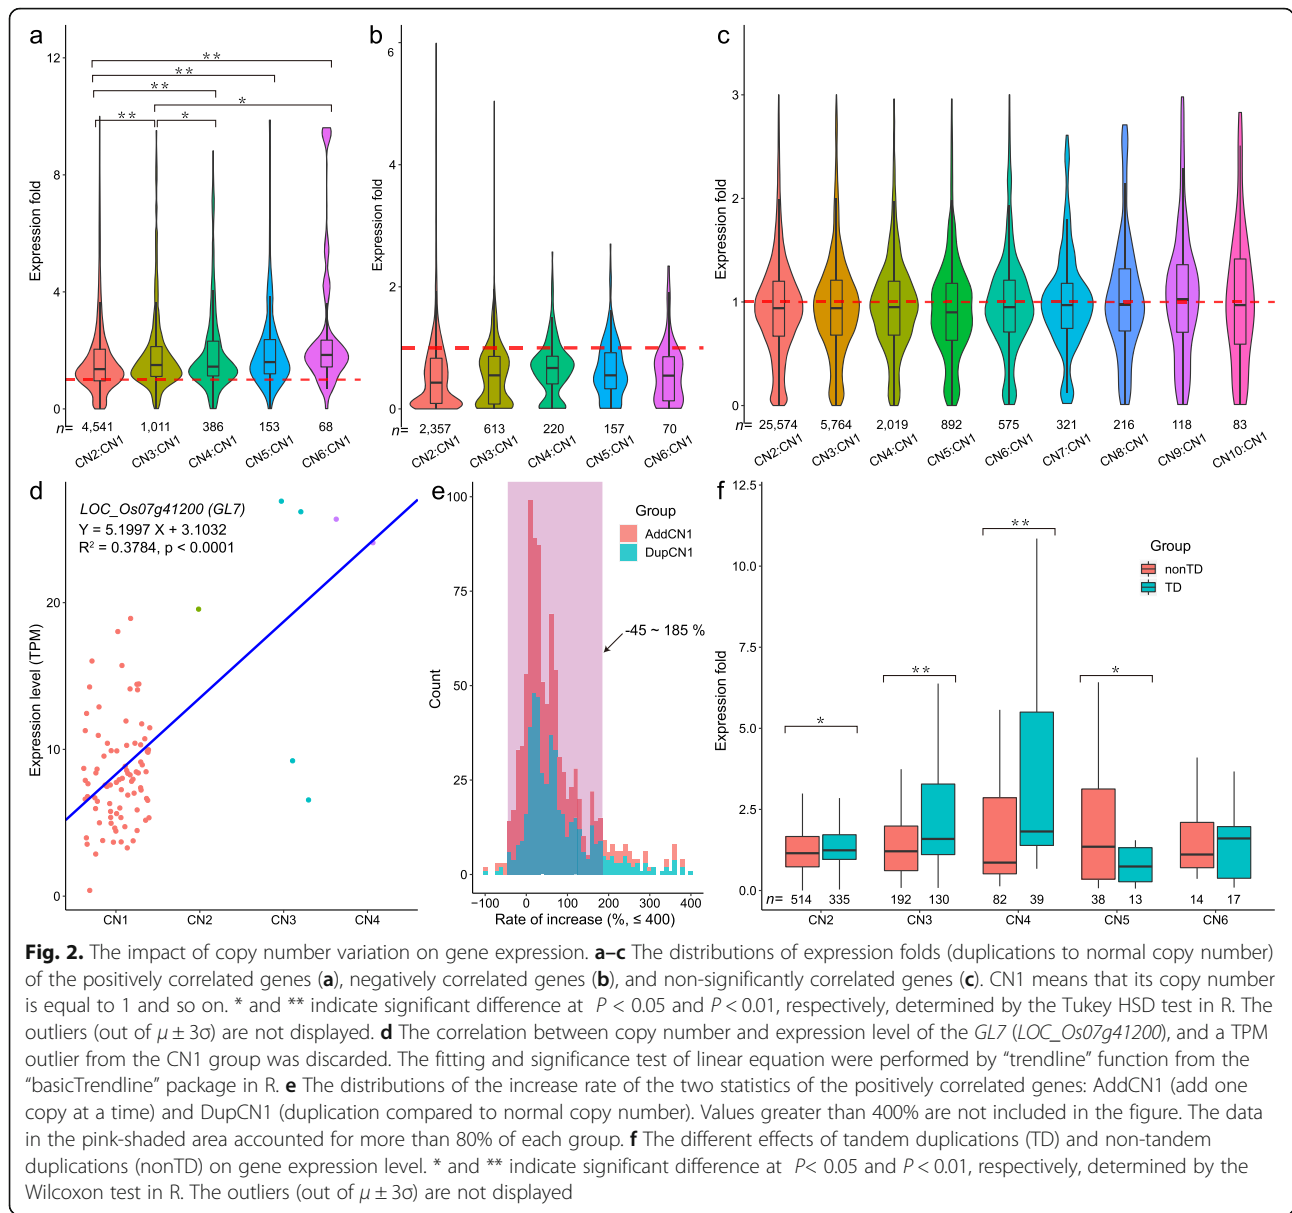 a
12
8
4
0
Expression fold
**
**
**
*
**
*
n=
4,541
1,011
386
153
68
CN2:CN1
CN3:CN1
CN4:CN1
CN5:CN1
CN6:CN1
b
6
4
2
0
Expression fold
n=
2,357
613
220
157
70
CN2:CN1
CN3:CN1
CN4:CN1
CN5:CN1
CN6:CN1
c
3
2
1
0
Expression fold
n=
25,574
5,764
2,019
892
575
321
216
118
83
CN2:CN1
CN3:CN1
CN4:CN1
CN5:CN1
CN6:CN1
CN7:CN1
CN8:CN1
CN9:CN1
CN10:CN1
d
LOC_Os07g41200 (GL7)
Y = 5.1997 X + 3.1032
R² = 0.3784, p < 0.0001
20
10
0
Expression level (TPM)
CN1
CN2
CN3
CN4
e
100
75
50
25
0
Count
Group
AddCN1
DupCN1
-45 ~ 185 %
−100
0
100
200
300
400
Rate of increase (%, ≤ 400)
f
12.5
10.0
7.5
5.0
2.5
0.0
Expression fold
Group
nonTD
TD
*
**
**
*
n=
514
335
192
130
82
39
38
13
14
17
CN2
CN3
CN4
CN5
CN6
Fig. 2. The impact of copy number variation on gene expression. a–c The distributions of expression folds (duplications to normal copy number)
of the positively correlated genes (a), negatively correlated genes (b), and non-significantly correlated genes (c). CN1 means that its copy number
is equal to 1 and so on. * and ** indicate significant difference at P < 0.05 and P < 0.01, respectively, determined by the Tukey HSD test in R. The
outliers (out of μ ± 3σ) are not displayed. d The correlation between copy number and expression level of the GL7 (LOC_Os07g41200), and a TPM
outlier from the CN1 group was discarded. The fitting and significance test of linear equation were performed by “trendline” function from the
“basicTrendline” package in R. e The distributions of the increase rate of the two statistics of the positively correlated genes: AddCN1 (add one
copy at a time) and DupCN1 (duplication compared to normal copy number). Values greater than 400% are not included in the figure. The data
in the pink-shaded area accounted for more than 80% of each group. f The different effects of tandem duplications (TD) and non-tandem
duplications (nonTD) on gene expression level. * and ** indicate significant difference at P< 0.05 and P < 0.01, respectively, determined by the
Wilcoxon test in R. The outliers (out of μ ± 3σ) are not displayed